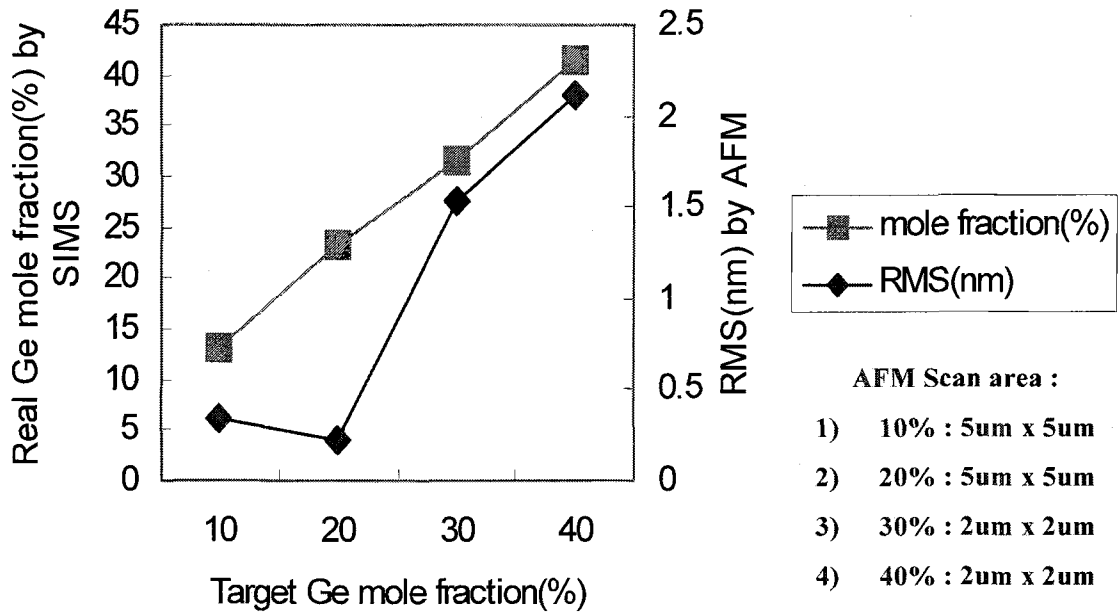 Real Ge mole fraction(%) by
SIMS
45
40
35
30
25
20
15
10
5
0
2.5
2
1.5
1
0.5
0
RMS(nm) by AFM
10 20 30 40
Target Ge mole fraction(%)
mole fraction(%)
RMS(nm)
AFM Scan area :
1) 10% : 5um x 5um
2) 20% : 5um x 5um
3) 30% : 2um x 2um
4) 40% : 2um x 2um